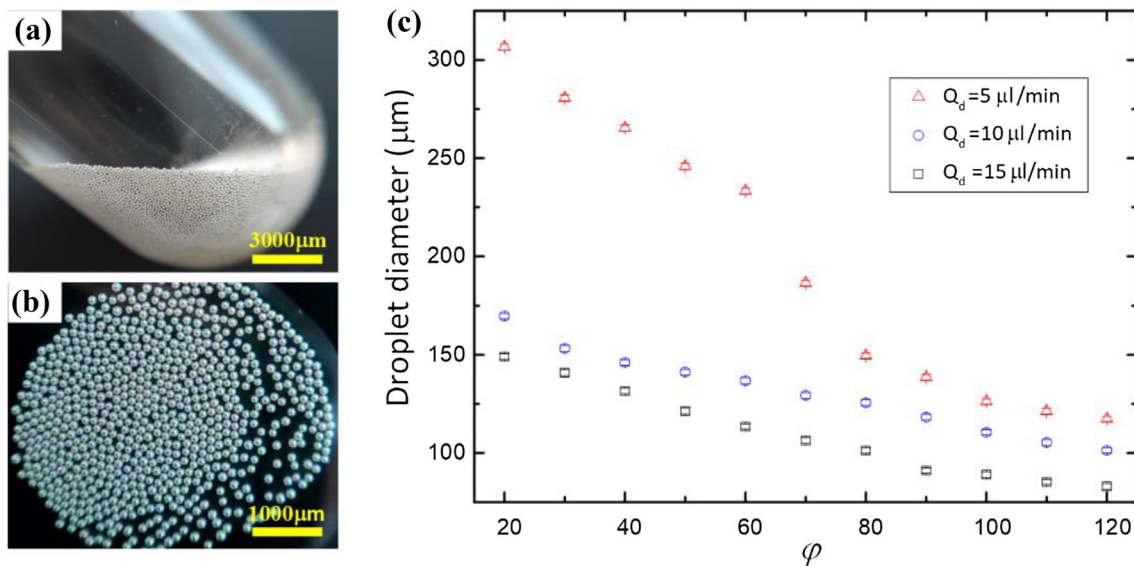 (a)
3000μm
(b)
1000μm
(c)
Droplet diameter (μm)
300
250
200
150
100
Q_d =5 μl/min
Q_d =10 μl/min
Q_d =15 μl/min
20 40 60 80 100 120
φ